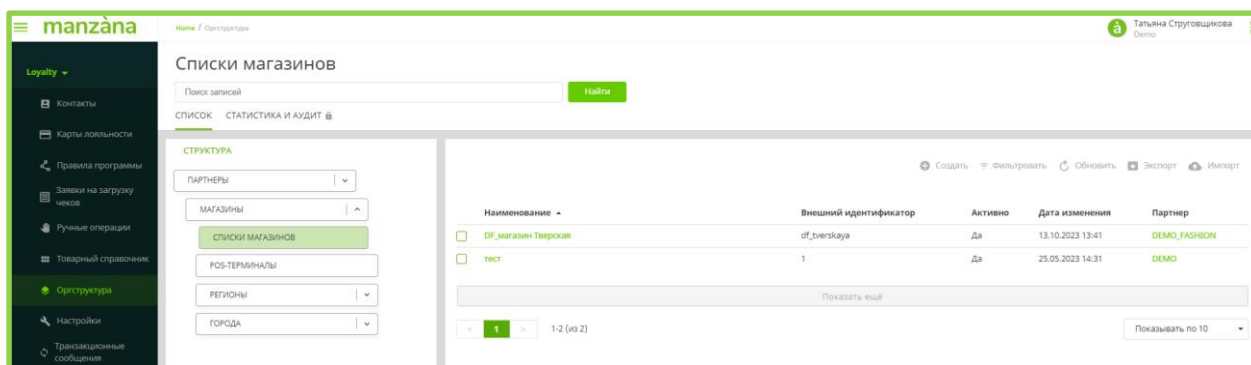 manzàna
Home / Оргструктура
à
Татьяна Струговщикова
Demo
Loyalty
Контакты
Карты лояльности
Правила программы
Заявки на загрузку
чеков
Ручные операции
Товарный справочник
Оргструктура
Настройки
Транзакционные
сообщения
Списки магазинов
Поиск записей
Найти
СПИСОК СТАТИСТИКА И АУДИТ
СТРУКТУРА
ПАРТНЕРЫ
МАГАЗИНЫ
СПИСКИ МАГАЗИНОВ
POS-ТЕРМИНАЛЫ
РЕГИОНЫ
ГОРОДА
Создать Фильтровать Обновить Экспорт Импорт
Наименование Внешний идентификатор Активно Дата изменения Партнер
DF_магазин Тверская df_tverskaya Да 13.10.2023 13:41 DEMO_FASHION
тест 1 Да 25.05.2023 14:31 DEMO
Показать ещё
< 1 > 1-2 (из 2) Показывать по 10